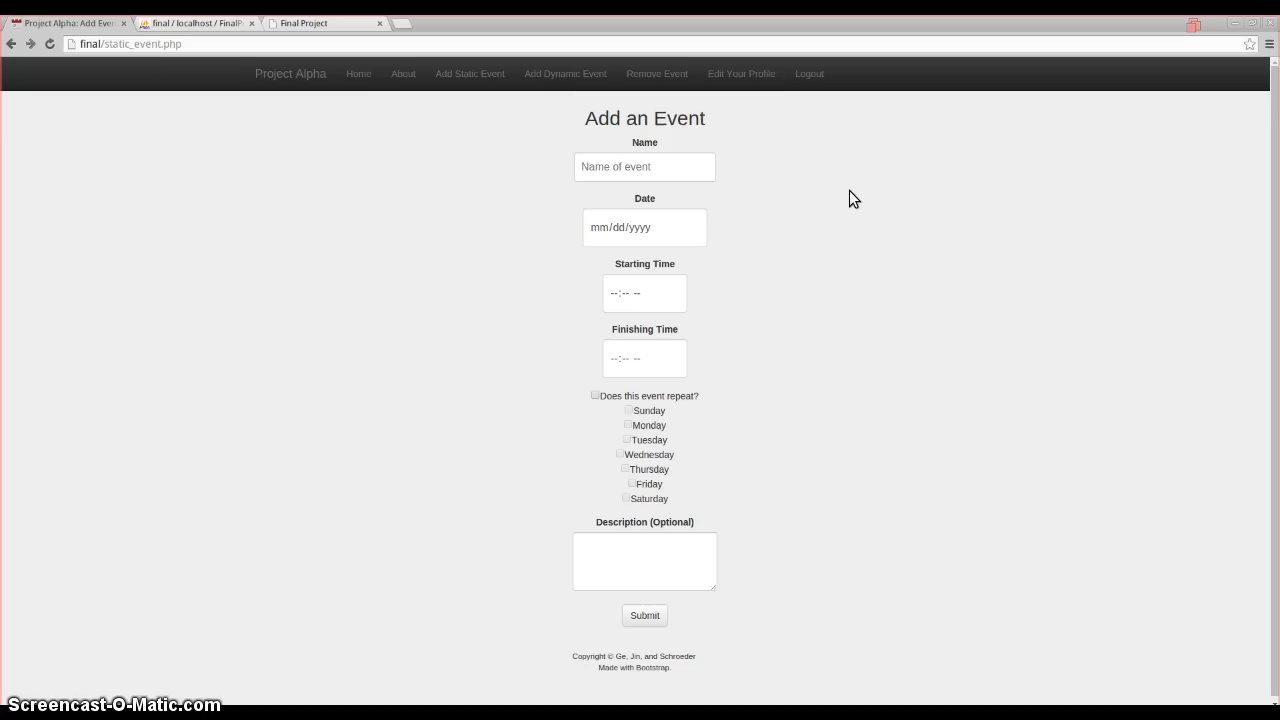 Project Alpha: Add Even
final / localhost / FinalP
Final Project
final/static_event.php
Project Alpha Home About Add Static Event Add Dynamic Event Remove Event Edit Your Profile Logout
Add an Event
Name
Name of event
Date
mm/dd/yyyy
Starting Time
--:-- --
Finishing Time
--:-- --
Does this event repeat?
Sunday
Monday
Tuesday
Wednesday
Thursday
Friday
Saturday
Description (Optional)
Submit
Copyright © Ge, Jin, and Schroeder
Made with Bootstrap.
Screencast-O-Matic.com